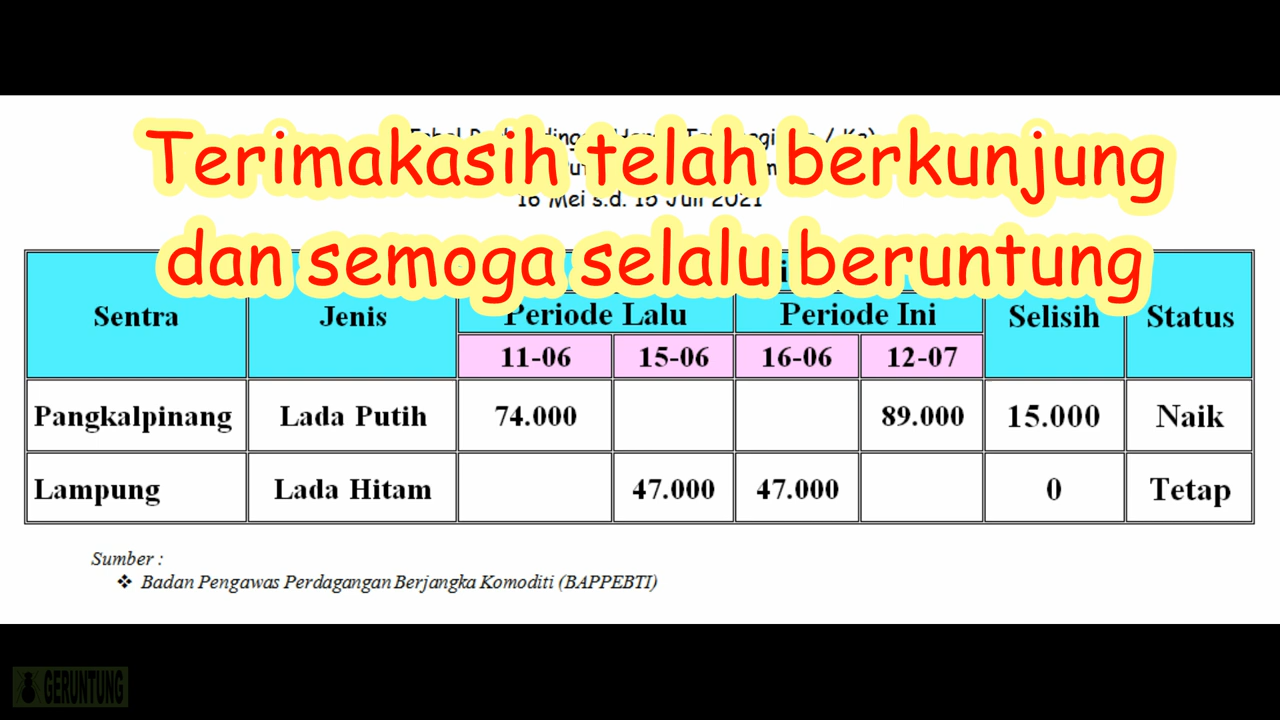 Terimakasih telah berkunjung
dan semoga selalu beruntung
16 Mei s.d. 15 Juli 2021
Sentra Jenis Periode Lalu Periode Ini Selisih Status
11-06 15-06 16-06 12-07
Pangkalpinang Lada Putih 74.000 89.000 15.000 Naik
Lampung Lada Hitam 47.000 47.000 0 Tetap
Sumber :
❖ Badan Pengawas Perdagangan Berjangka Komoditi (BAPPEBTI)
GERUNTUNG